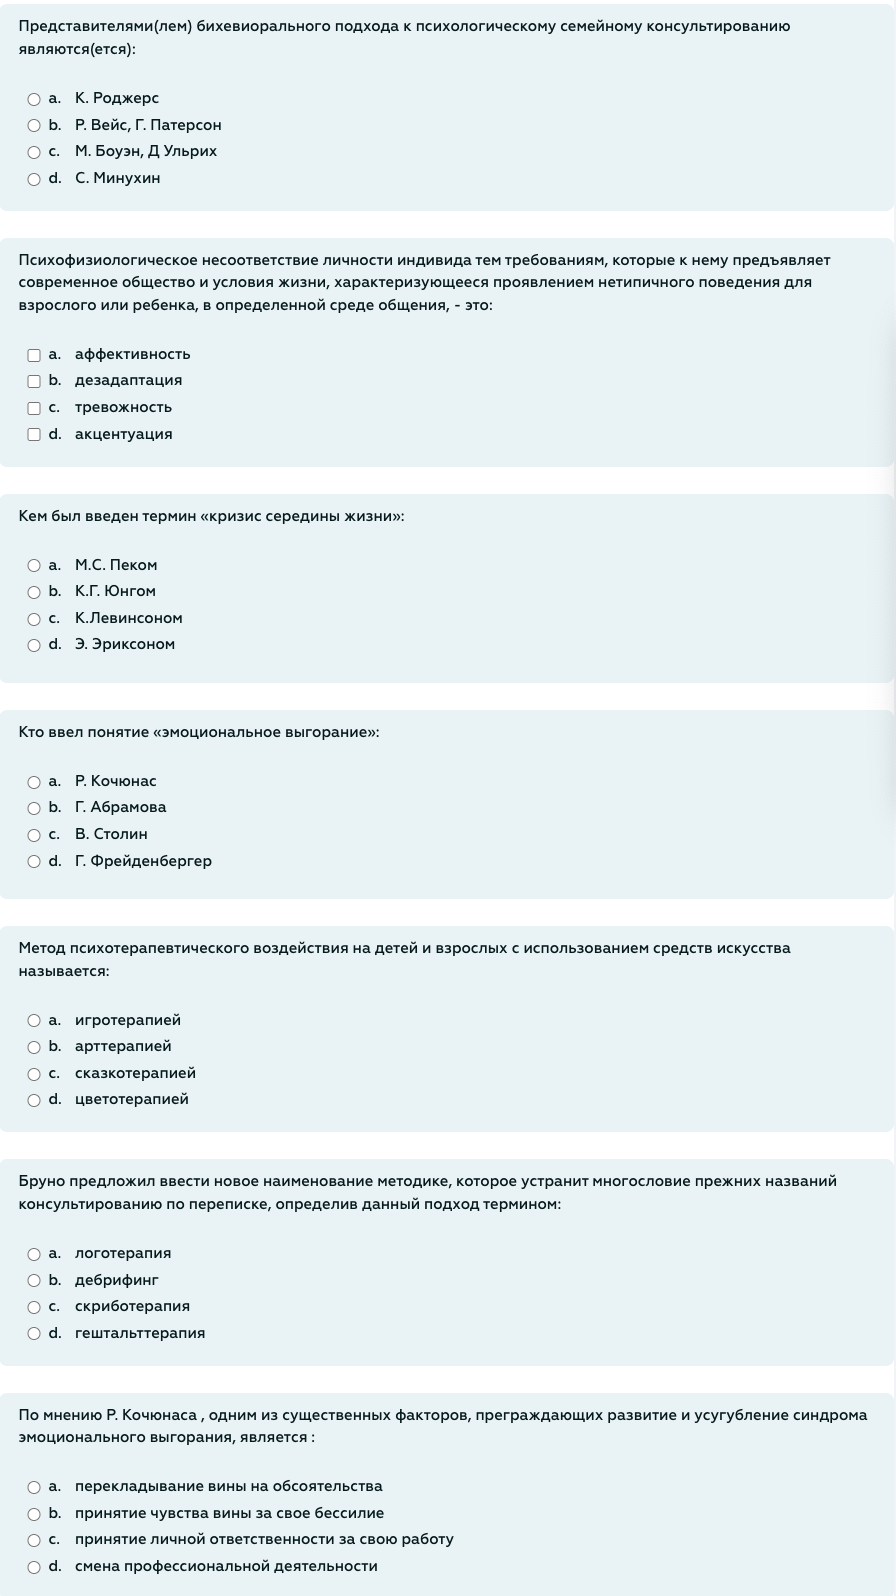 Представителями(лем) бихевиорального подхода к психологическому семейному консультированию
являются(ется):
a. К. Роджерс
b. Р. Вейс, Г. Патерсон
c. М. Боуэн, Д Ульрих
d. С. Минухин
Психофизиологическое несоответствие личности индивида тем требованиям, которые к нему предъявляет
современное общество и условия жизни, характеризующееся проявлением нетипичного поведения для
взрослого или ребенка, в определенной среде общения, - это:
a. аффективность
b. дезадаптация
c. тревожность
d. акцентуация
Кем был введен термин «кризис середины жизни»:
a. М.С. Пеком
b. К.Г. Юнгом
c. К.Левинсоном
d. Э. Эриксоном
Кто ввел понятие «эмоциональное выгорание»:
a. Р. Кочюнас
b. Г. Абрамова
c. В. Столин
d. Г. Фрейденбергер
Метод психотерапевтического воздействия на детей и взрослых с использованием средств искусства
называется:
a. игротерапией
b. арттерапией
c. сказкотерапией
d. цветотерапией
Бруно предложил ввести новое наименование методике, которое устранит многословие прежних названий
консультированию по переписке, определив данный подход термином:
a. логотерапия
b. дебрифинг
c. скриботерапия
d. гештальттерапия
По мнению Р. Кочюнаса , одним из существенных факторов, преграждающих развитие и усугубление синдрома
эмоционального выгорания, является :
a. перекладывание вины на обсоятельства
b. принятие чувства вины за свое бессилие
c. принятие личной ответственности за свою работу
d. смена профессиональной деятельности